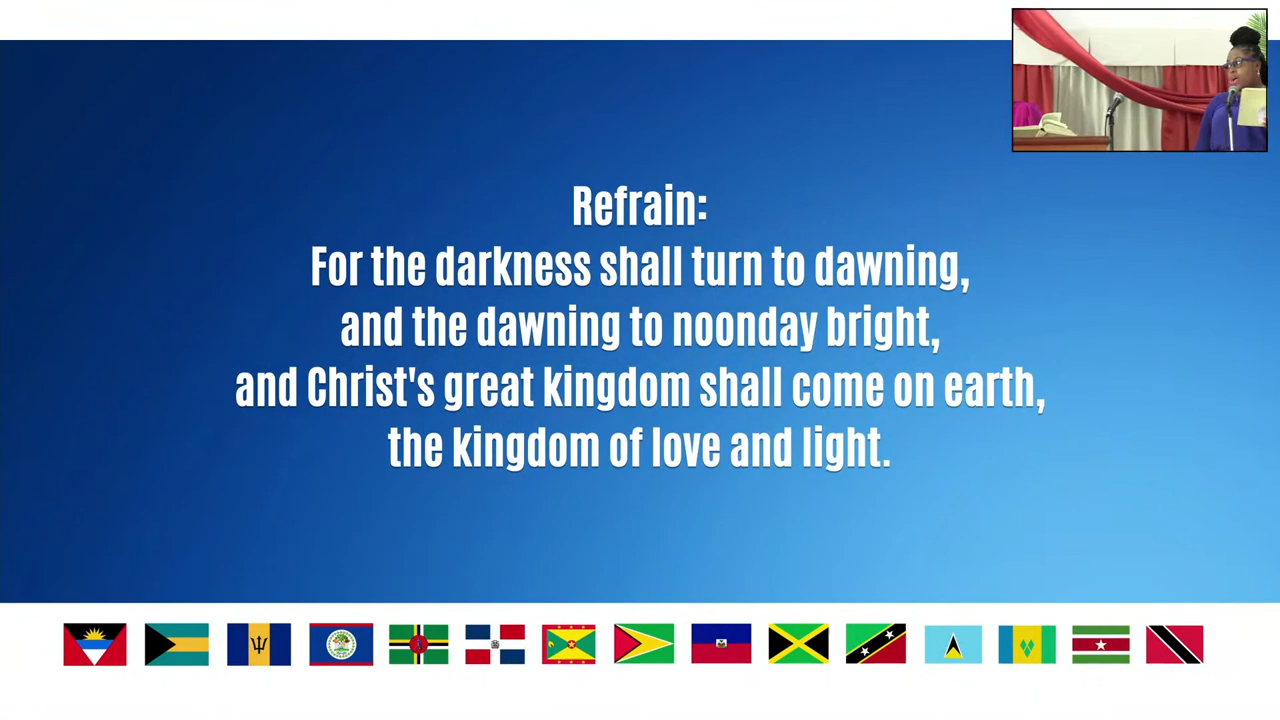 Refrain:
For the darkness shall turn to dawning,
and the dawning to noonday bright,
and Christ's great kingdom shall come on earth,
the kingdom of love and light.